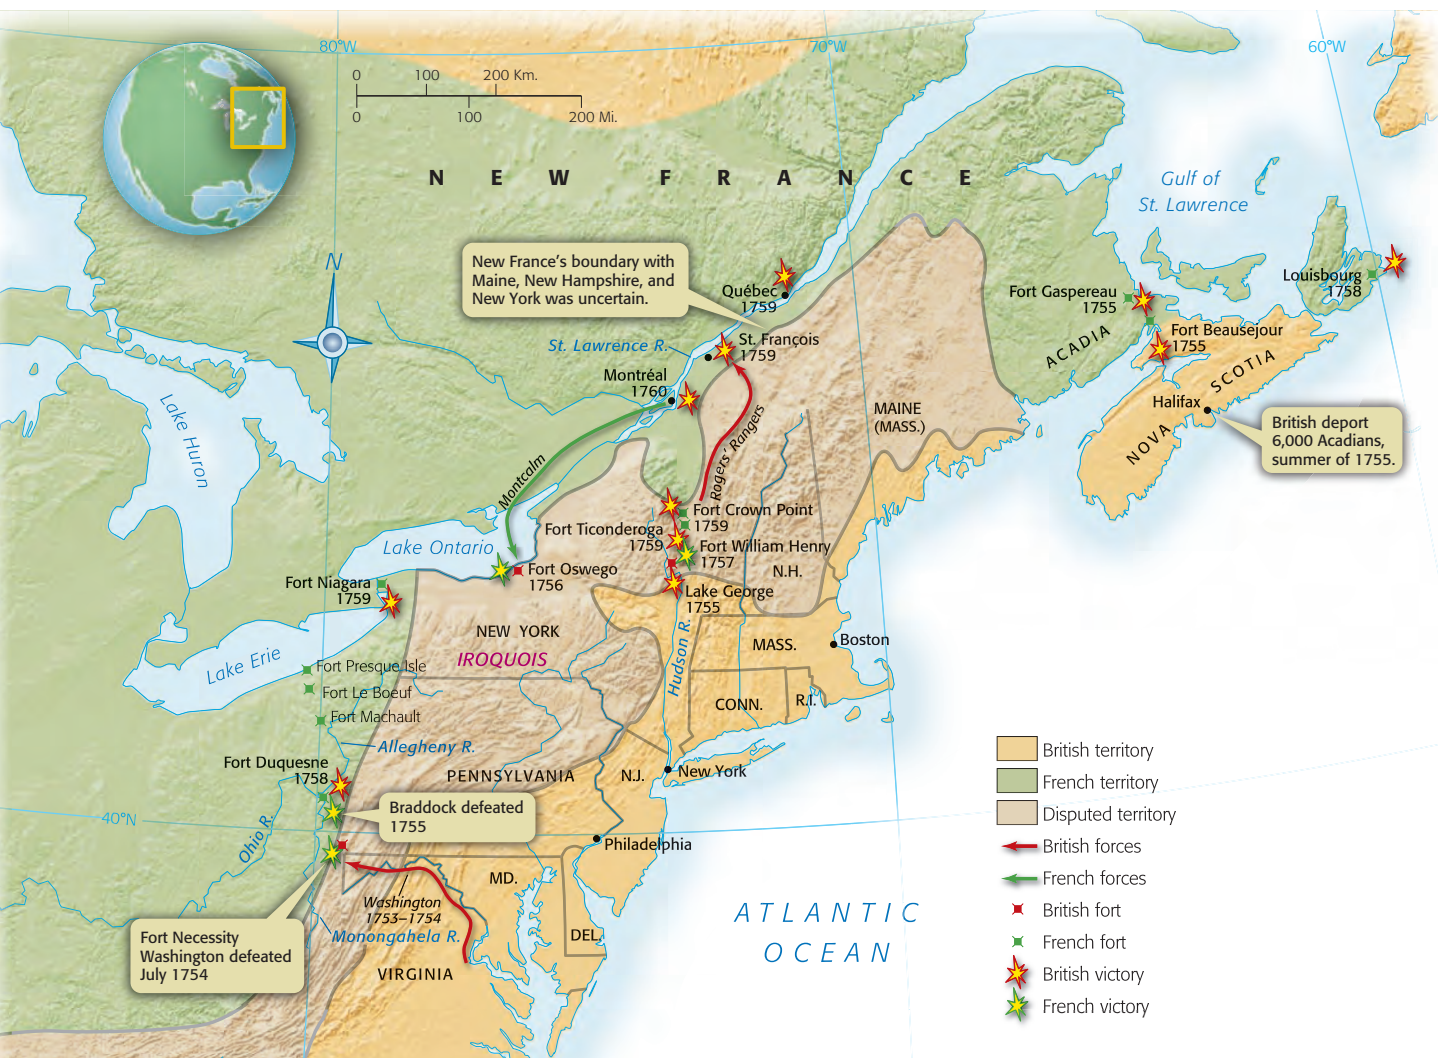 80°W
70°W
60°W
0 100 200 Km.
0 100 200 Mi.
NEW FRANCE
Gulf of
St. Lawrence
N
New France's boundary with
Maine, New Hampshire, and
New York was uncertain.
Québec
1759
Louisbourg
1758
Fort Gaspereau
1755
St. Lawrence R.
St. François
1759
ACADIA
Fort Beausejour
1755
Montréal
1760
NOVA SCOTIA
Halifax
British deport
6,000 Acadians,
summer of 1755.
Lake Huron
MAINE
(MASS.)
Rogers' Rangers
Montcalm
Fort Crown Point
1759
Fort Ticonderoga
1759
Lake Ontario
Fort William Henry
1757
Fort Oswego
1756
N.H.
Fort Niagara
1759
Lake George
1755
NEW YORK
IROQUOIS
Hudson R.
MASS.
Boston
Lake Erie
Fort Presque Isle
Fort Le Boeuf
Fort Machault
CONN.
R.I.
Allegheny R.
Fort Duquesne
1758
PENNSYLVANIA
N.J.
New York
Braddock defeated
1755
40°N
Ohio R.
Philadelphia
MD.
Washington
1753–1754
Monongahela R.
DEL.
Fort Necessity
Washington defeated
July 1754
VIRGINIA
ATLANTIC
OCEAN
British territory
French territory
Disputed territory
British forces
French forces
British fort
French fort
British victory
French victory